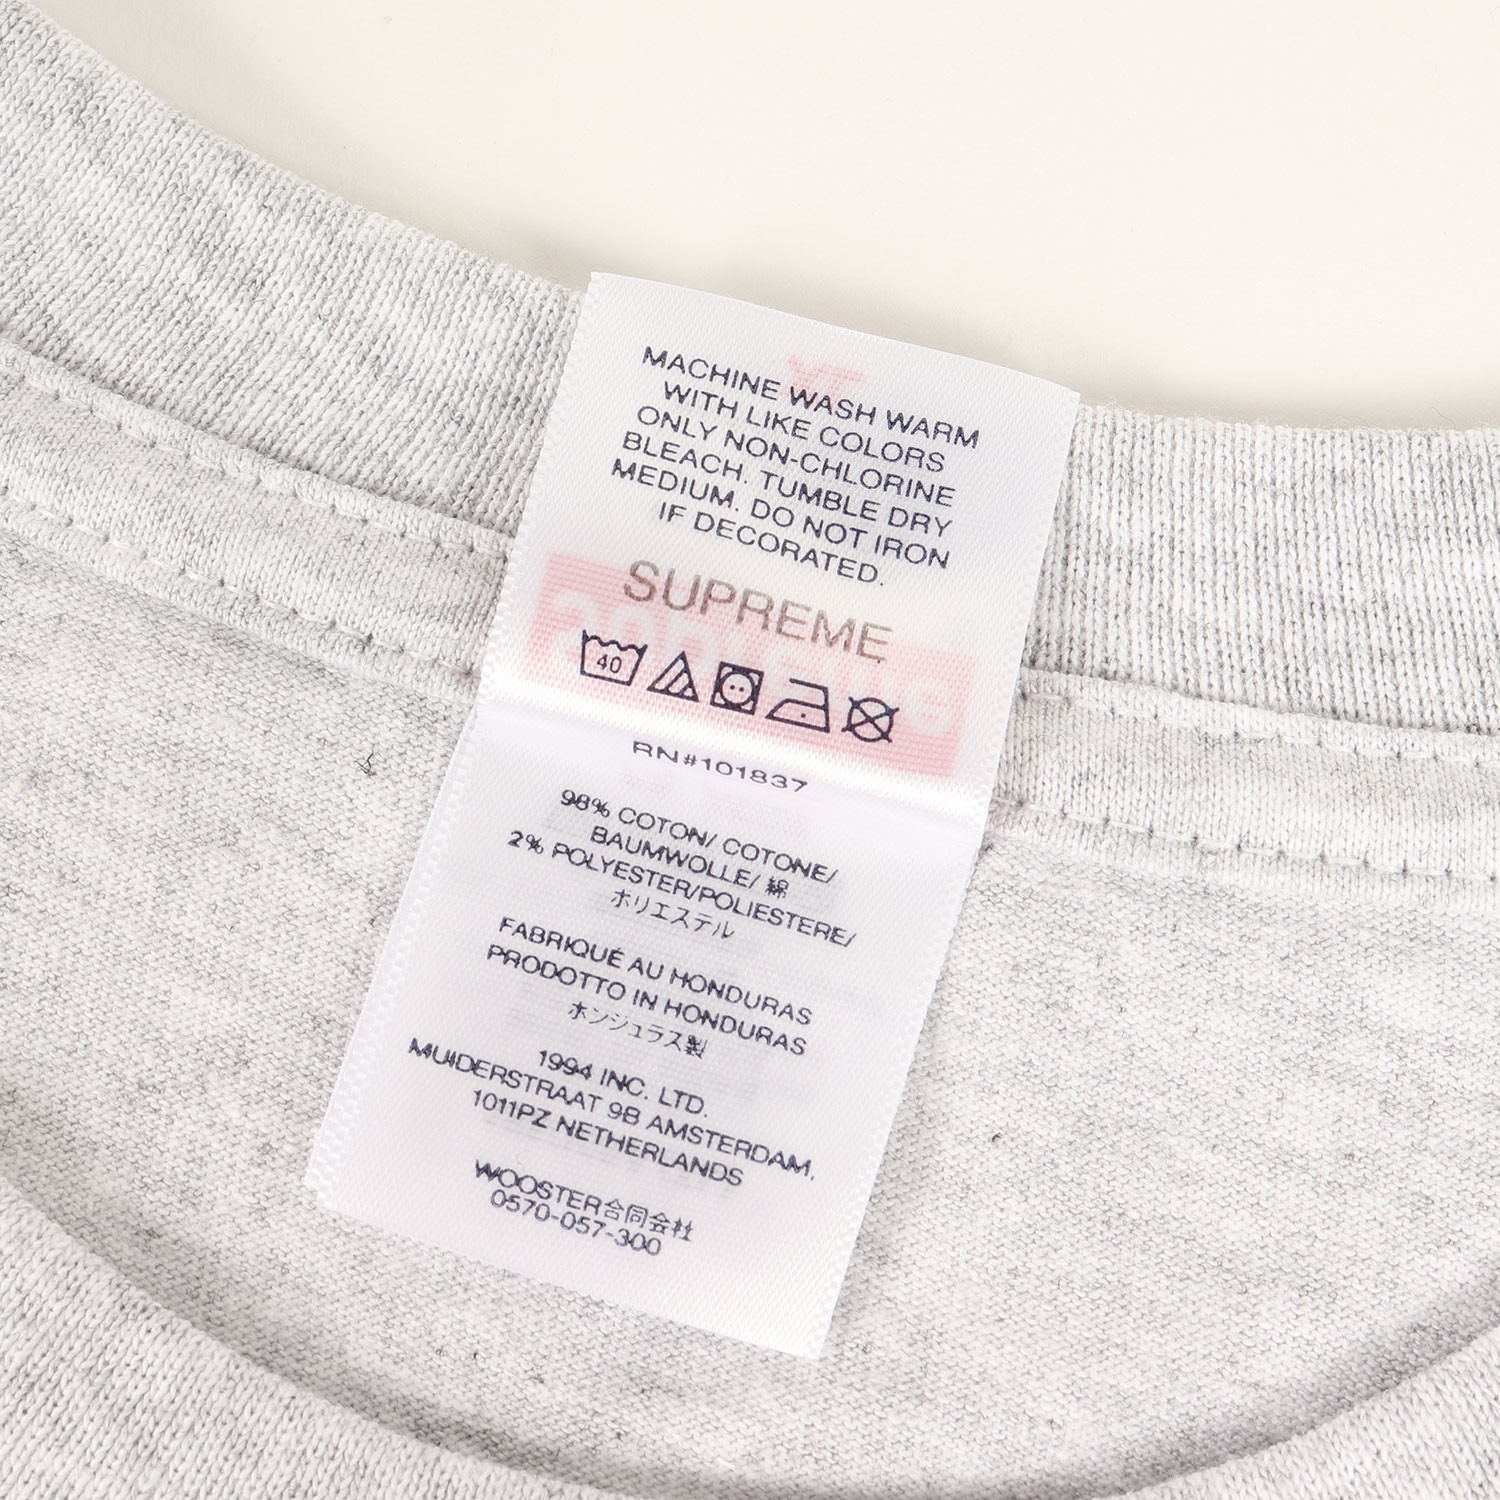 MACHINE WASH WARM
WITH LIKE COLORS
ONLY NON-CHLORINE
BLEACH. TUMBLE DRY
MEDIUM. DO NOT IRON
IF DECORATED.
SUPREME
40
RN#101837
98% COTON/ COTONE/
BAUMWOLLE/ 綿
2% POLYESTER/POLIESTERE/
ポリエステル
FABRIQUÉ AU HONDURAS
PRODOTTO IN HONDURAS
ホンジュラス製
1994 INC. LTD.
MUIDERSTRAAT 9B AMSTERDAM,
1011PZ NETHERLANDS
WOOSTER合同会社
0570-057-300